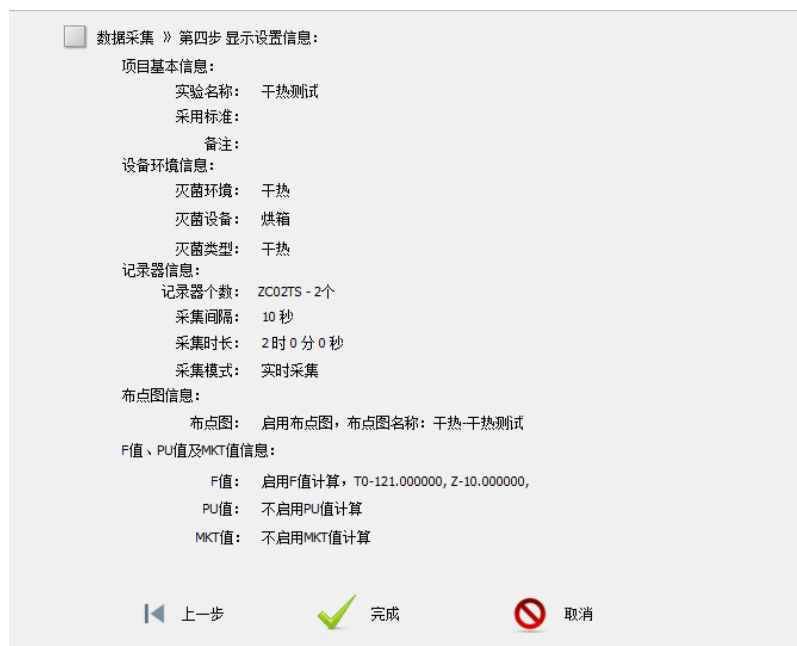 数据采集 》 第四步 显示设置信息:
项目基本信息:
实验名称: 干热测试
采用标准:
备注:
设备环境信息:
灭菌环境: 干热
灭菌设备: 烘箱
灭菌类型: 干热
记录器信息:
记录器个数: ZC02TS - 2个
采集间隔: 10 秒
采集时长: 2 时 0 分 0 秒
采集模式: 实时采集
布点图信息:
布点图: 启用布点图，布点图名称: 干热-干热测试
F值、PU值及MKT值信息:
F值: 启用F值计算，T0-121.000000, Z-10.000000,
PU值: 不启用PU值计算
MKT值: 不启用MKT值计算
上一步 完成 取消